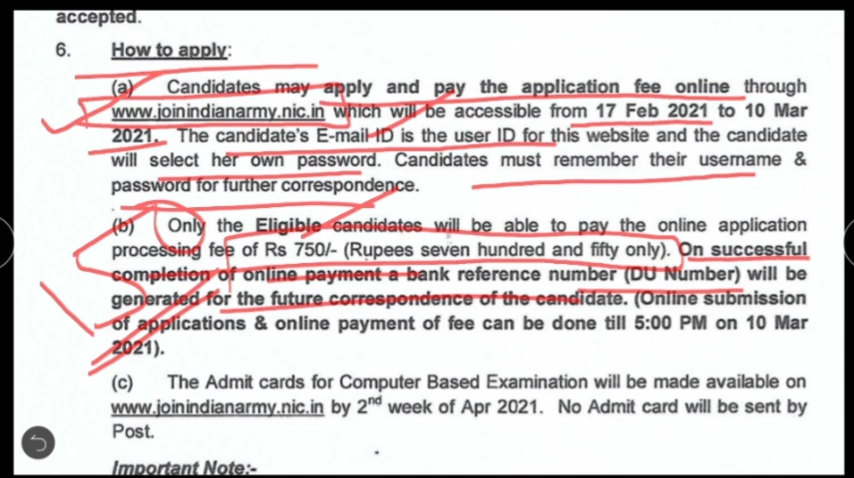 accepted.
6. How to apply:
(a) Candidates may apply and pay the application fee online through
www.joinindianarmy.nic.in which will be accessible from 17 Feb 2021 to 10 Mar
2021. The candidate's E-mail ID is the user ID for this website and the candidate
will select her own password. Candidates must remember their username &
password for further correspondence.
(b) Only the Eligible candidates will be able to pay the online application
processing fee of Rs 750/- (Rupees seven hundred and fifty only). On successful
completion of online payment a bank reference number (DU Number) will be
generated for the future correspondence of the candidate. (Online submission
of applications & online payment of fee can be done till 5:00 PM on 10 Mar
2021).
(c) The Admit cards for Computer Based Examination will be made available on
www.joinindianarmy.nic.in by 2nd week of Apr 2021. No Admit card will be sent by
Post.
Important Note:-